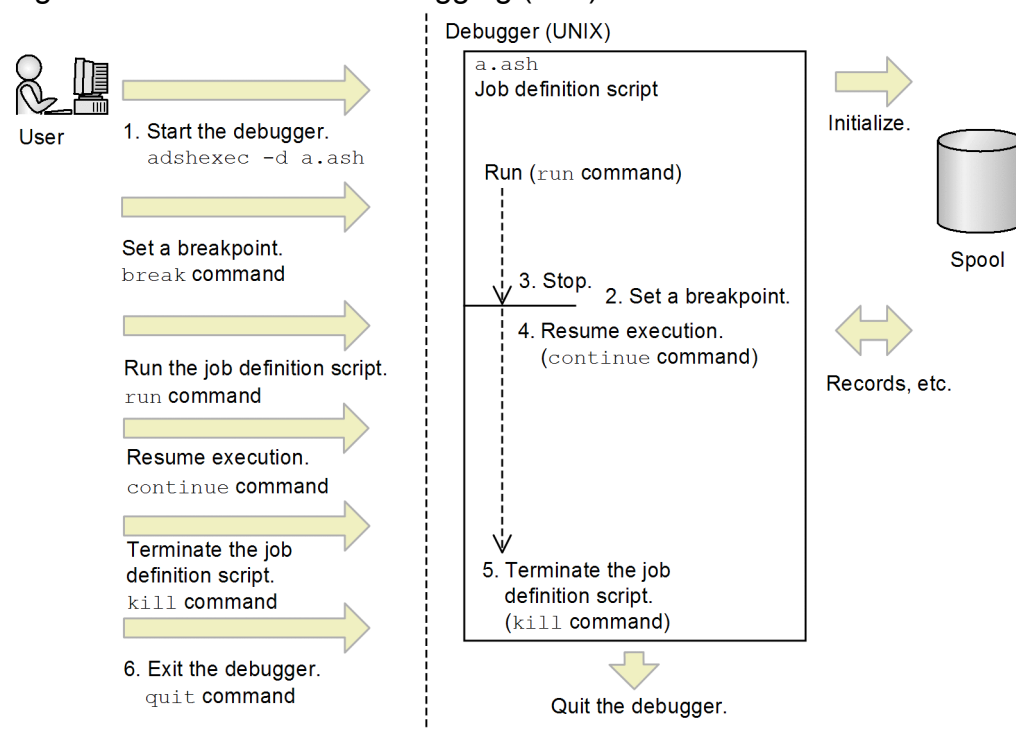 Debugger (UNIX)
User
1. Start the debugger.
adshexec -d a.ash
Set a breakpoint.
break command
Run the job definition script.
run command
Resume execution.
continue command
Terminate the job
definition script.
kill command
6. Exit the debugger.
quit command
a.ash
Job definition script
Run (run command)
3. Stop.
2. Set a breakpoint.
4. Resume execution.
(continue command)
5. Terminate the job
definition script.
(kill command)
Quit the debugger.
Initialize.
Spool
Records, etc.